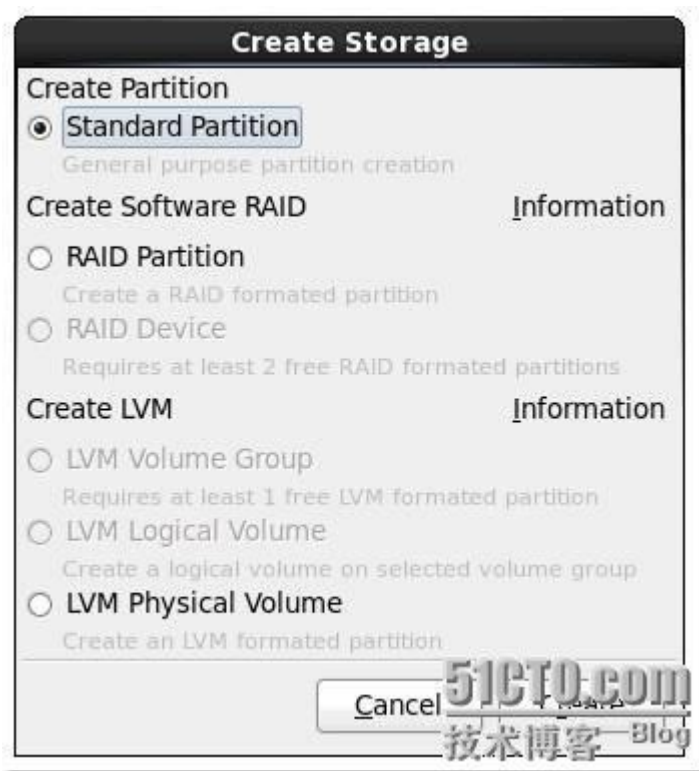 Create Storage
Create Partition
Standard Partition
General purpose partition creation
Create Software RAID Information
RAID Partition
Create a RAID formated partition
RAID Device
Requires at least 2 free RAID formated partitions
Create LVM Information
LVM Volume Group
Requires at least 1 free LVM formated partition
LVM Logical Volume
Create a logical volume on selected volume group
LVM Physical Volume
Create an LVM formated partition
Cancel
51CTO.com
技术博客 Blog